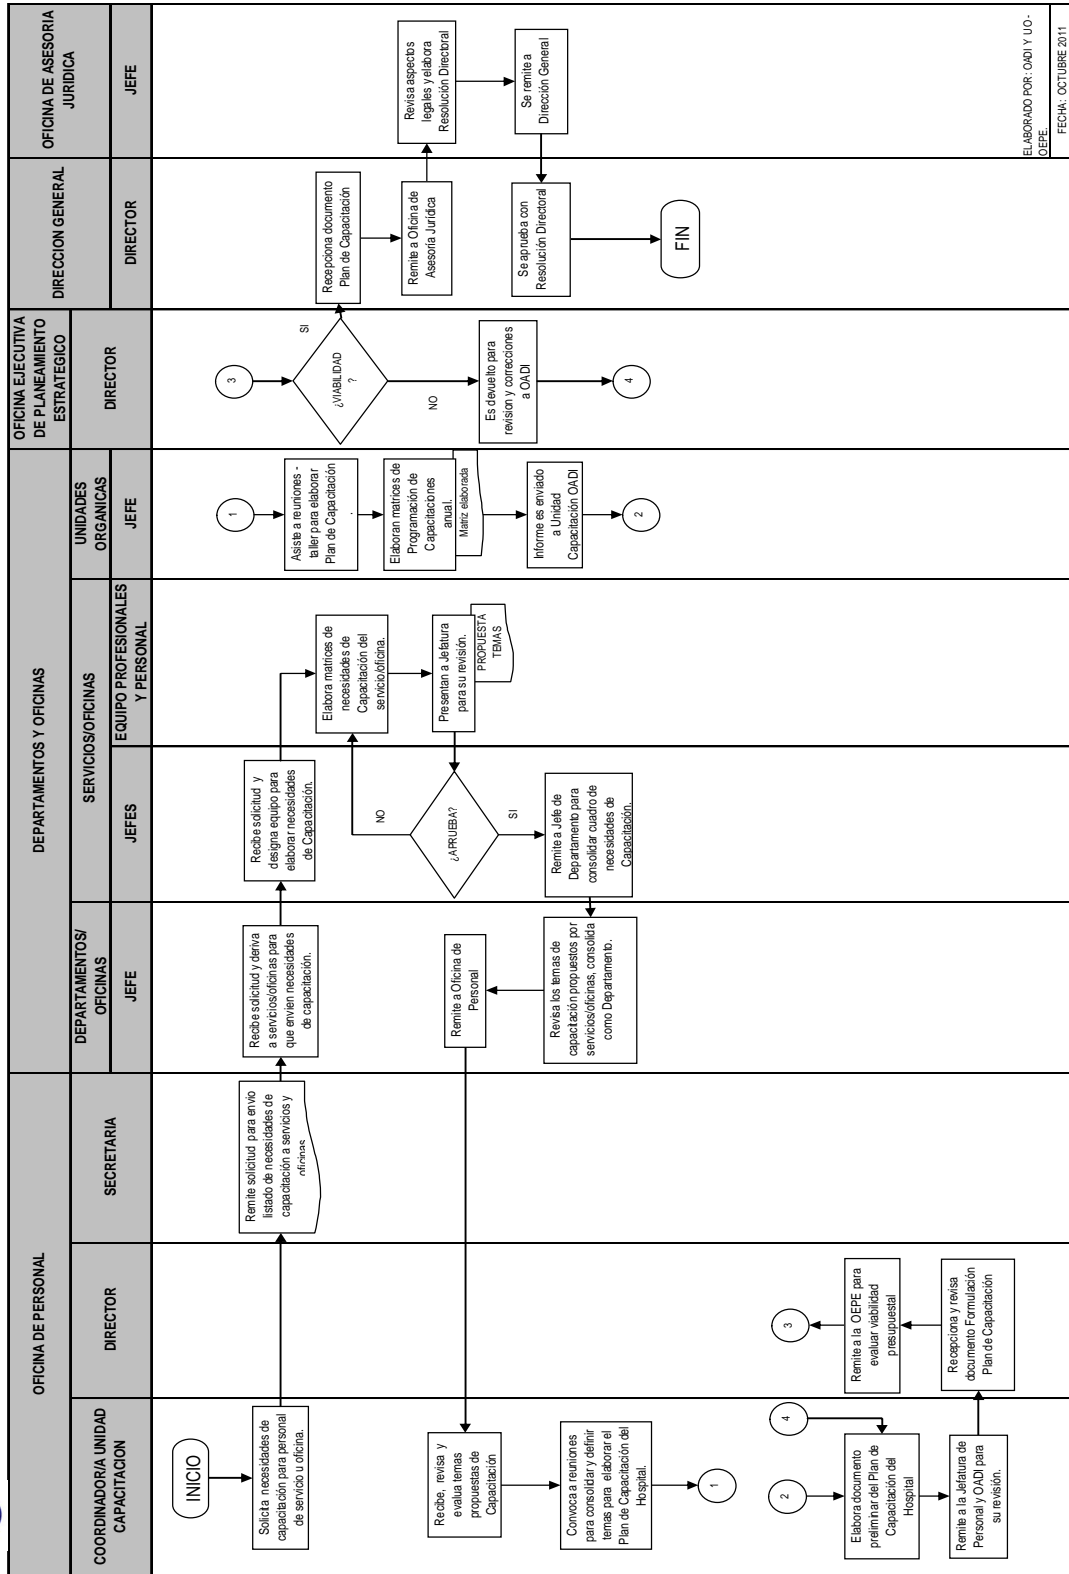 OFICINA DE PERSONAL
DEPARTAMENTOS Y OFICINAS
OFICINA EJECUTIVA
DE PLANEAMIENTO
ESTRATEGICO
DIRECCION GENERAL
OFICINA DE ASESORIA
JURIDICA
COORDINADOR/A UNIDAD
CAPACITACION
DIRECTOR
SECRETARIA
DEPARTAMENTOS/
OFICINAS
JEFE
SERVICIOS/OFICINAS
JEFES
EQUIPO PROFESIONALES
Y PERSONAL
UNIDADES
ORGANICAS
JEFE
DIRECTOR
DIRECTOR
JEFE
INICIO
Solicita necesidades de
capacitación para personal
de servicio u oficina.
Remite solicitud para envío
listado de necesidades de
capacitación a servicios y
oficinas
Recibe solicitud y deriva
a servicios/oficinas para
que envien necesidades
de capacitación.
Recibe solicitud y
designa equipo para
elaborar necesidades
de Capacitación.
Elabora matrices de
necesidades de
Capacitación del
servicio/oficina.
Presentan a Jefatura
para su revisión.
PROPUESTA
TEMAS
¿APRUEBA?
NO
SI
Remite a Jefe de
Departamento para
consolidar cuadro de
necesidades de
Capacitación.
Revisa los temas de
capacitación propuestos por
servicios/oficinas, consolida
como Departamento.
Remite a Oficina de
Personal
Recibe, revisa y
evalua temas
propuestas de
Capacitación
Convoca a reuniones
para consolidar y definir
temas para elaborar el
Plan de Capacitación del
Hospital.
1
1
Asiste a reuniones -
taller para elaborar
Plan de Capacitación
.
Elaboran matrices de
Programación de
Capacitaciones
anual.
Matriz elaborada
Informe es enviado
a Unidad
Capacitación OADI
2
2
4
Elabora documento
preliminar del Plan de
Capacitación del
Hospital
Remite a la Jefatura de
Personal y OADI para
su revisión.
Recepciona y revisa
documento Formulación
Plan de Capacitación
Remite a la OEPE para
evaluar viabilidad
presupuestal
3
3
¿VIABILIDAD
?
SI
NO
Es devuelto para
revision y correcciones
a OADI
4
Recepciona documento
Plan de Capacitación
Remite a Oficina de
Asesoría Jurídica
Revisa aspectos
legales y elabora
Resolución Directoral
Se remite a
Dirección General
Se aprueba con
Resolución Directoral
FIN
ELABORADO POR: OADI Y UO-
OEPE.
FECHA: OCTUBRE 2011